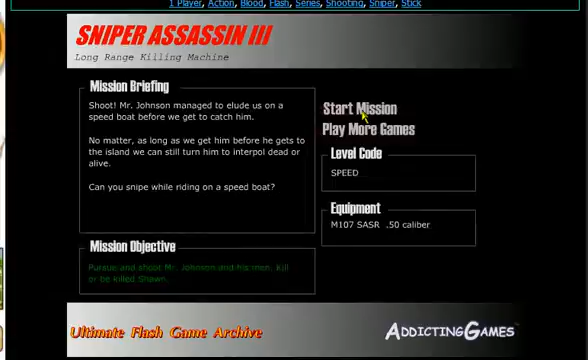 1 Player, Action, Blood, Flash, Series, Shooting, Sniper, Stick
SNIPER ASSASSIN III
Long Range Killing Machine
Mission Briefing
Shoot! Mr. Johnson managed to elude us on a
speed boat before we get to catch him.
No matter, as long as we get him before he gets to
the island we can still turn him to interpol dead or
alive.
Can you snipe while riding on a speed boat?
Mission Objective
Pursue and shoot Mr. Johnson and his men, kill
or be killed Shawn.
Start Mission
Play More Games
Level Code
SPEED
Equipment
M107 SASR .50 caliber
Ultimate Flash Game Archive
ADDICTINGGAMES